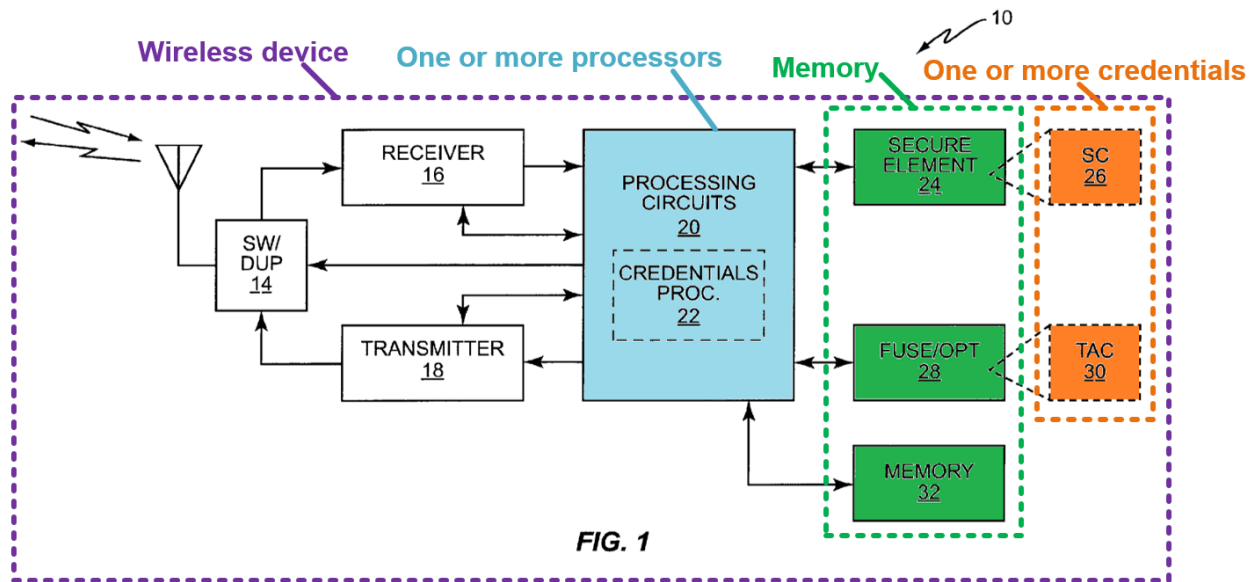 10
Wireless device
One or more processors
Memory
One or more credentials
RECEIVER
16
SECURE
ELEMENT
24
SC
26
PROCESSING
CIRCUITS
20
SW/
DUP
14
CREDENTIALS
PROC.
22
TRANSMITTER
18
FUSE/OPT
28
TAC
30
MEMORY
32
FIG. 1